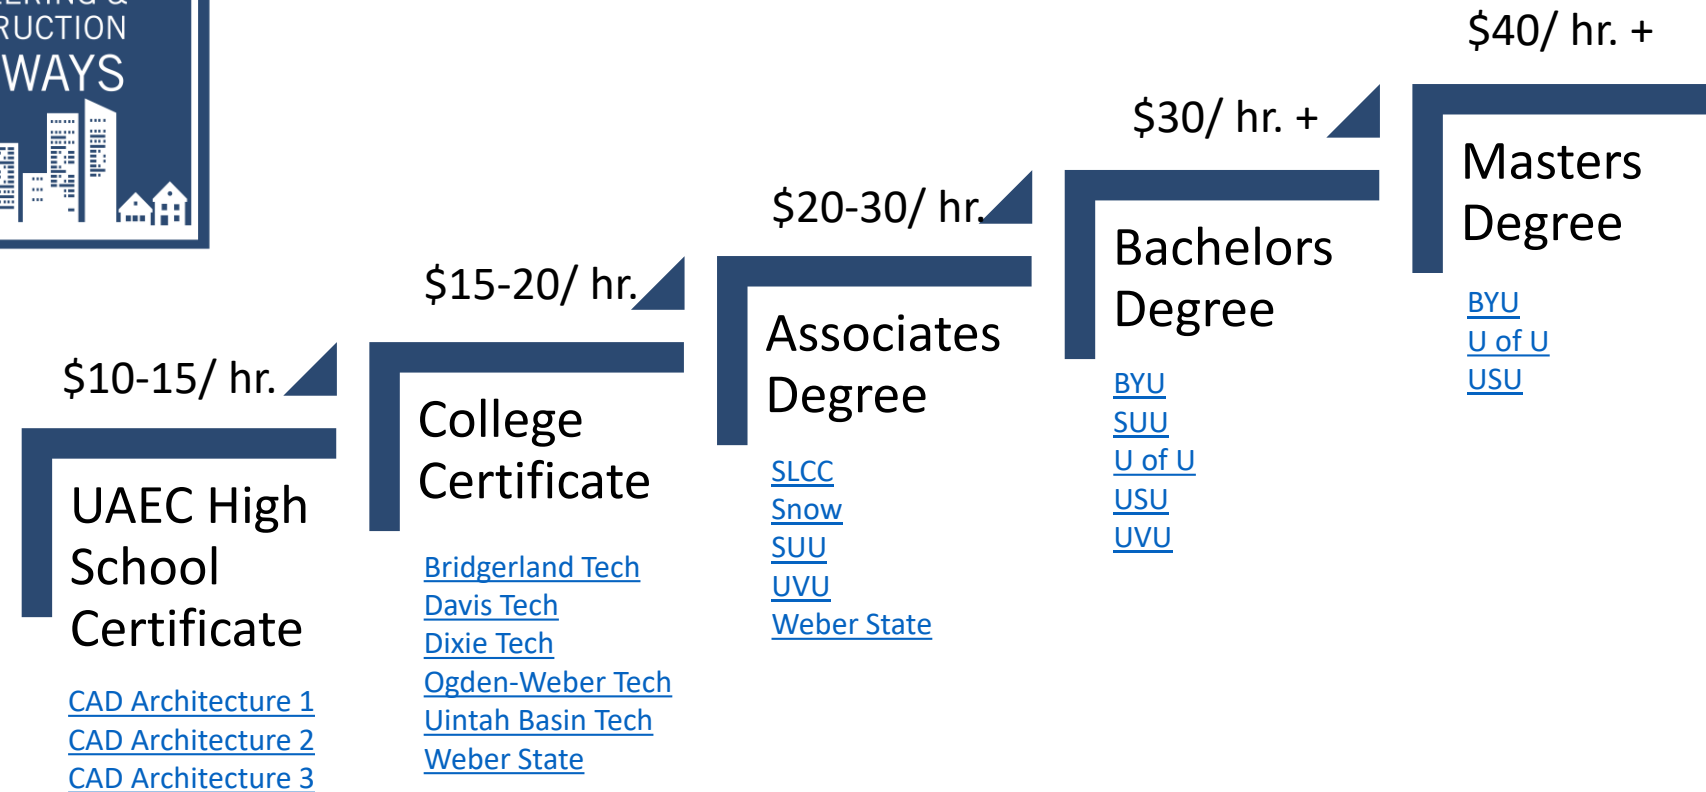 RUCTION
WAYS
$10-15/ hr.
UAEC High
School
Certificate
CAD Architecture 1
CAD Architecture 2
CAD Architecture 3
$15-20/ hr.
College
Certificate
Bridgerland Tech
Davis Tech
Dixie Tech
Ogden-Weber Tech
Uintah Basin Tech
Weber State
$20-30/ hr.
Associates
Degree
SLCC
Snow
SUU
UVU
Weber State
$30/ hr. +
Bachelors
Degree
BYU
SUU
U of U
USU
UVU
$40/ hr. +
Masters
Degree
BYU
U of U
USU